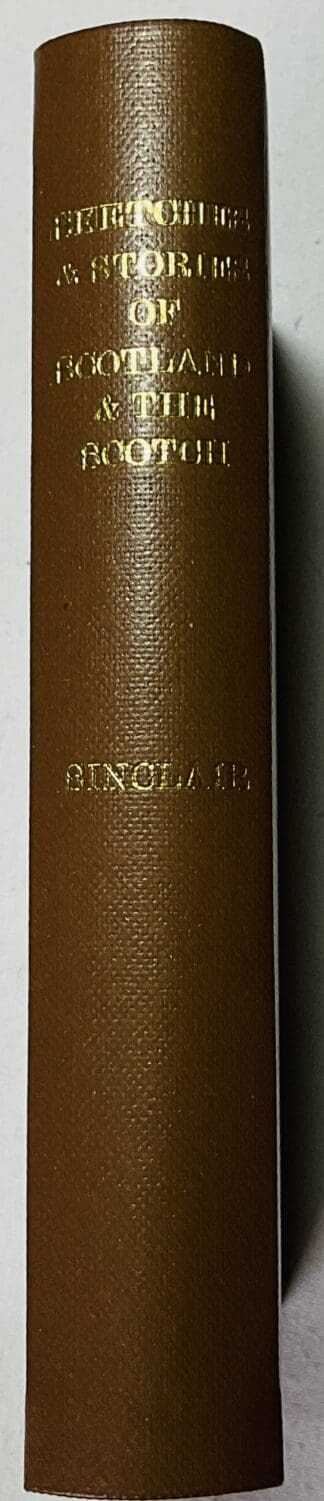 SKETCHES
& STORIES
OF
SCOTLAND
& THE
SCOTCH
SINCLAIR